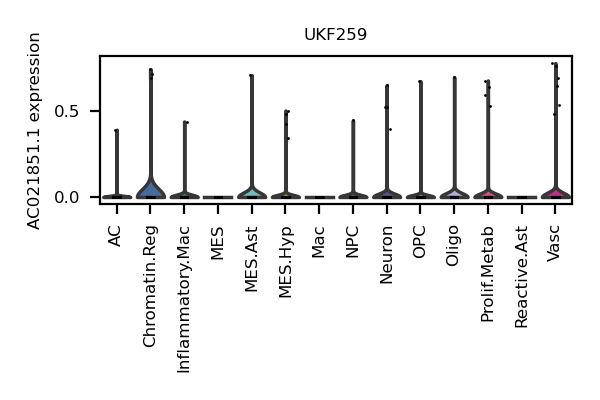 UKF259
AC021851.1 expression
0.5
0.0
AC
Chromatin.Reg
Inflammatory.Mac
MES
MES.Ast
MES.Hyp
Mac
NPC
Neuron
OPC
Oligo
Prolif.Metab
Reactive.Ast
Vasc